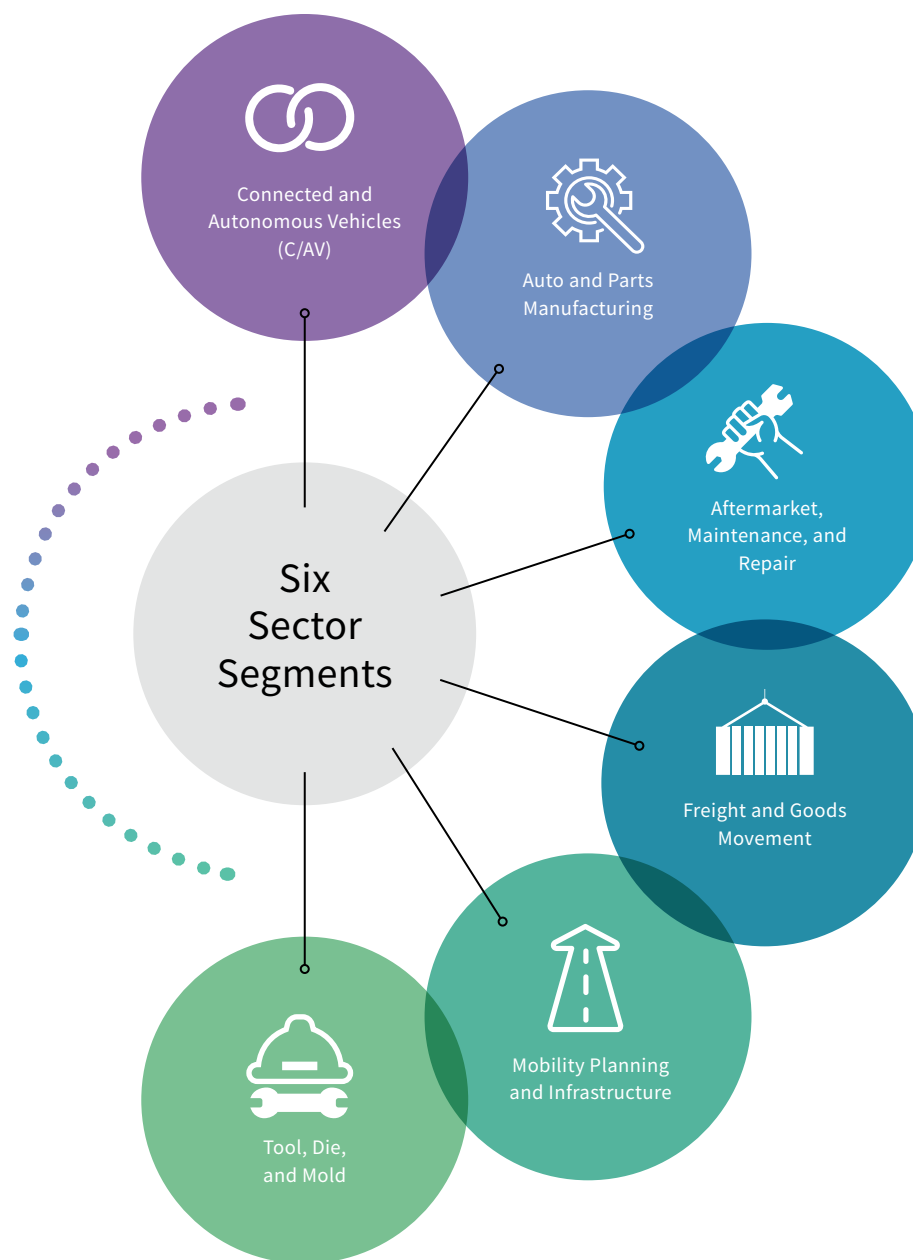 Connected and
Autonomous Vehicles
(C/AV)
Auto and Parts
Manufacturing
Aftermarket,
Maintenance, and
Repair
Six
Sector
Segments
Freight and Goods
Movement
Mobility Planning
and Infrastructure
Tool, Die,
and Mold